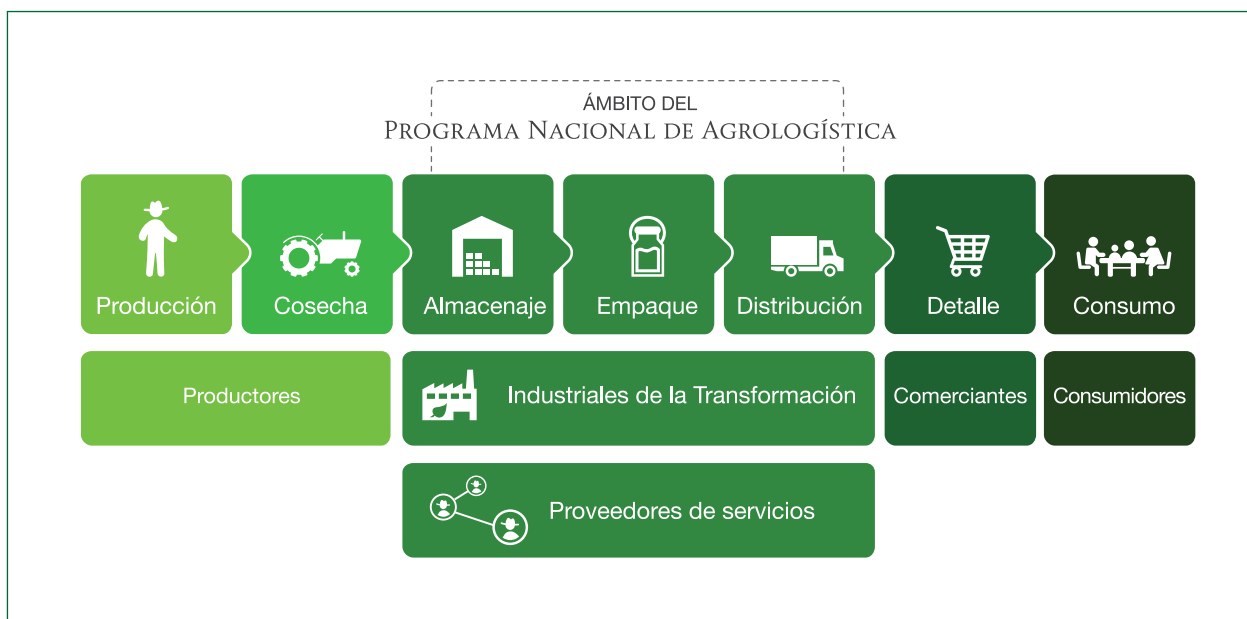 ÁMBITO DEL
PROGRAMA NACIONAL DE AGROLOGÍSTICA
Producción
Cosecha
Almacenaje
Empaque
Distribución
Detalle
Consumo
Productores
Industriales de la Transformación
Comerciantes
Consumidores
Proveedores de servicios